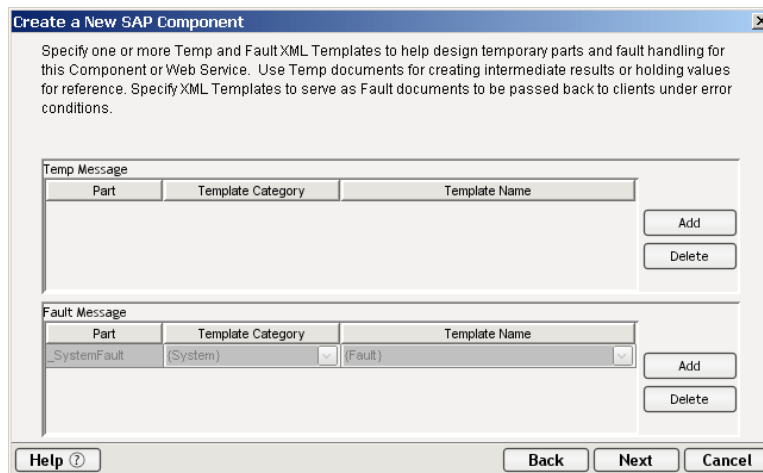 Create a New SAP Component
Specify one or more Temp and Fault XML Templates to help design temporary parts and fault handling for
this Component or Web Service.  Use Temp documents for creating intermediate results or holding values
for reference. Specify XML Templates to serve as Fault documents to be passed back to clients under error
conditions.
Temp Message
Part Template Category Template Name
Add
Delete
Fault Message
Part Template Category Template Name
_SystemFault {System} {Fault}
Add
Delete
Help ? Back Next Cancel